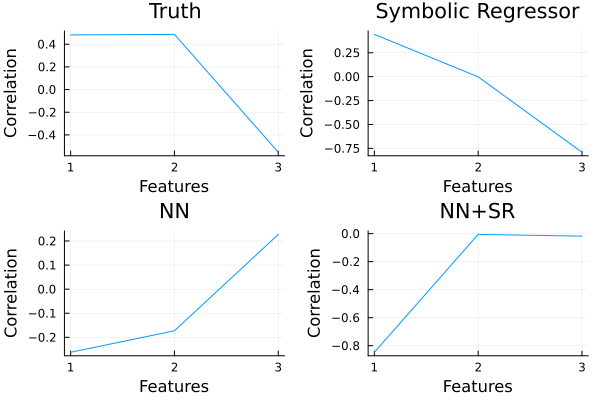 Truth
Correlation
0.4
0.2
0.0
−0.2
−0.4
1
2
3
Features
Symbolic Regressor
Correlation
0.25
0.00
−0.25
−0.50
−0.75
1
2
3
Features
NN
Correlation
0.2
0.1
0.0
−0.1
−0.2
1
2
3
Features
NN+SR
Correlation
0.0
−0.2
−0.4
−0.6
−0.8
1
2
3
Features